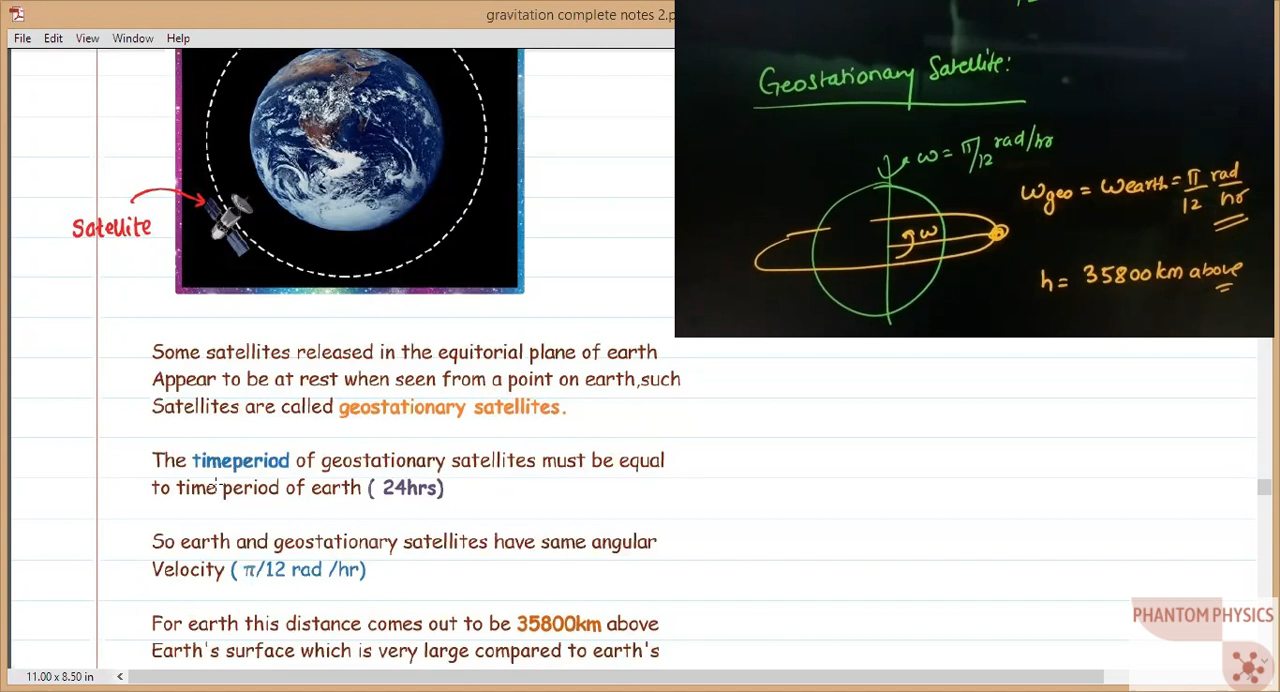 gravitation complete notes 2.p
File Edit View Window Help
Satellite
Some satellites released in the equitorial plane of earth
Appear to be at rest when seen from a point on earth,such
Satellites are called geostationary satellites.
The timeperiod of geostationary satellites must be equal
to time period of earth ( 24hrs)
So earth and geostationary satellites have same angular
Velocity ( π/12 rad /hr)
For earth this distance comes out to be 35800km above
Earth's surface which is very large compared to earth's
11.00 x 8.50 in
Geostationary Satellite:
ω = π/12 rad/hr
ωgeo = ωearth = π/12 rad/hr
ω
h = 35800km above
PHANTOM PHYSICS